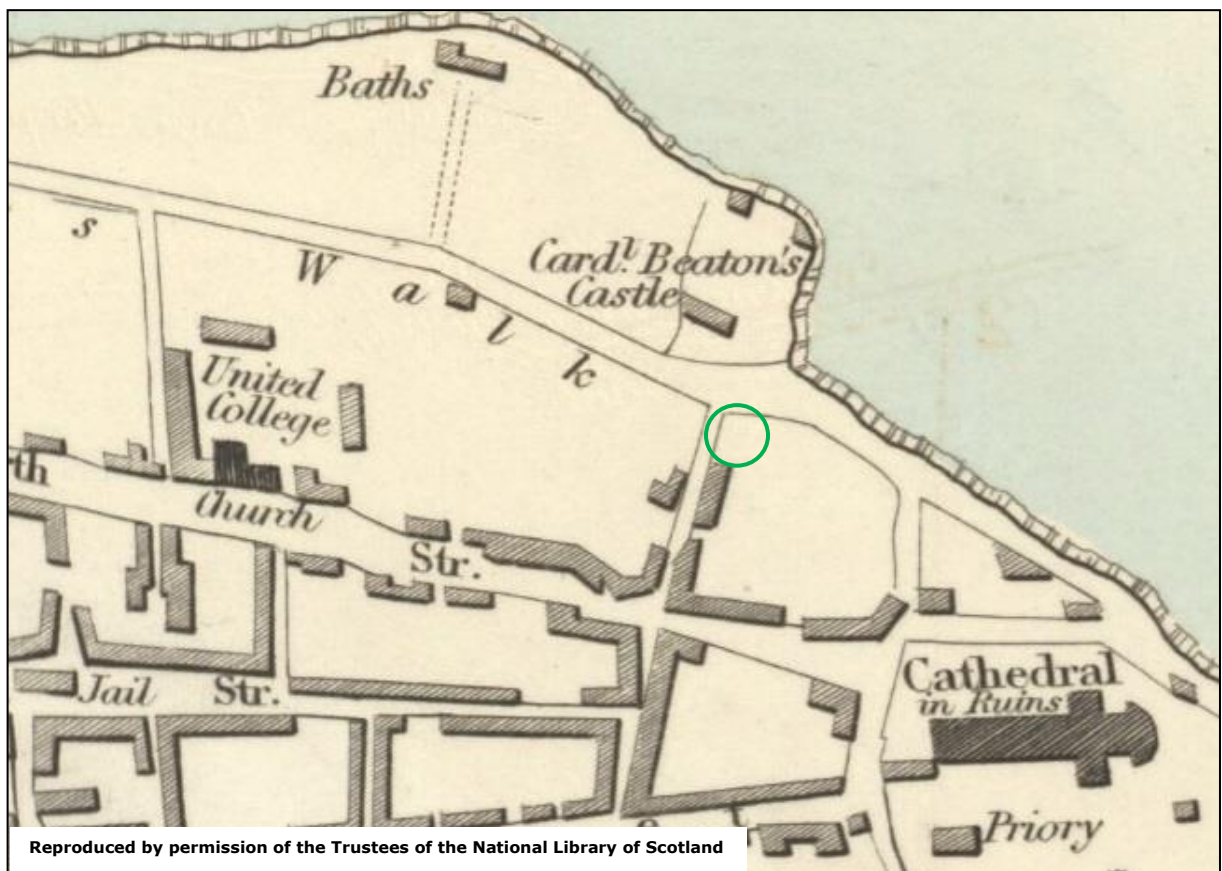 Baths
Card.l Beaton's
Castle
s
W a l k
United
College
th
Church
Str.
Jail Str.
Cathedral
in Ruins
Priory
Reproduced by permission of the Trustees of the National Library of Scotland